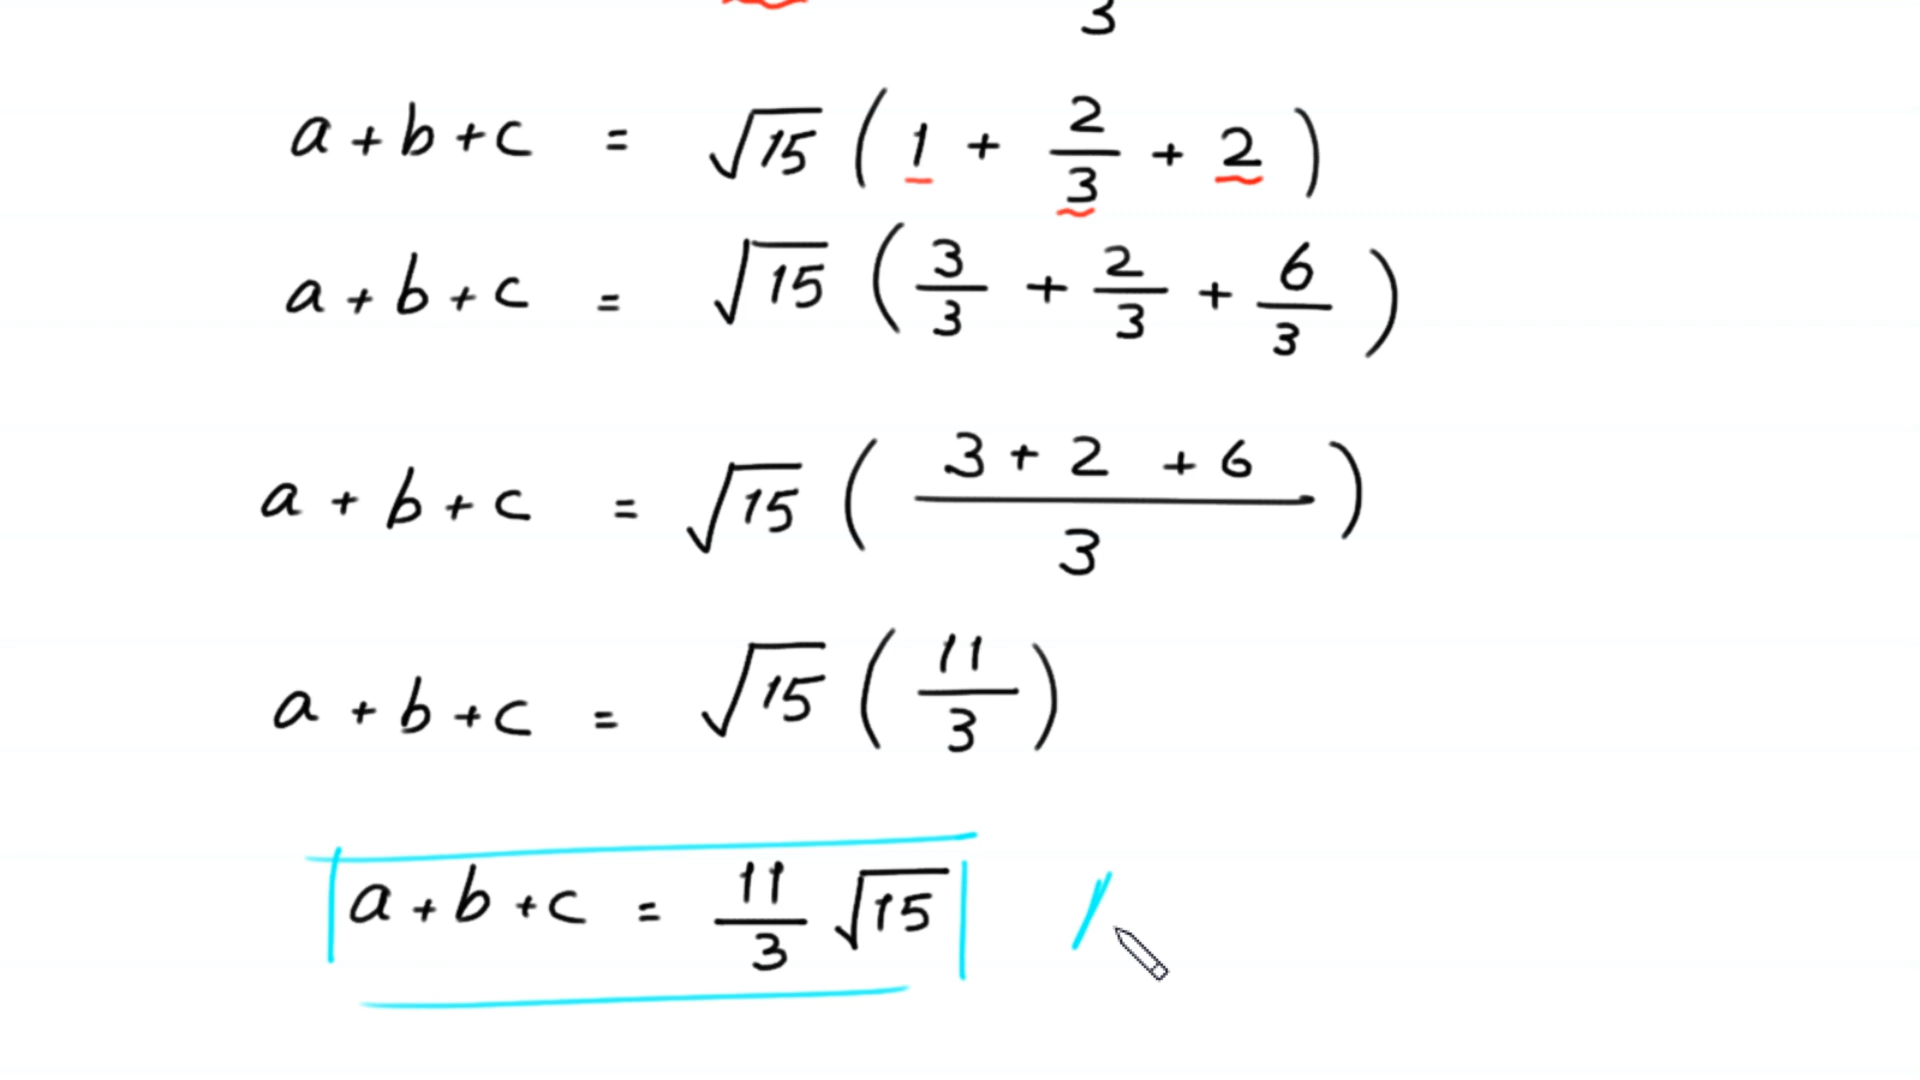 3
a + b + c = √15 ( 1 + 2/3 + 2 )
a + b + c = √15 ( 3/3 + 2/3 + 6/3 )
a + b + c = √15 ( (3 + 2 + 6)/3 )
a + b + c = √15 ( 11/3 )
a + b + c = 11/3 √15